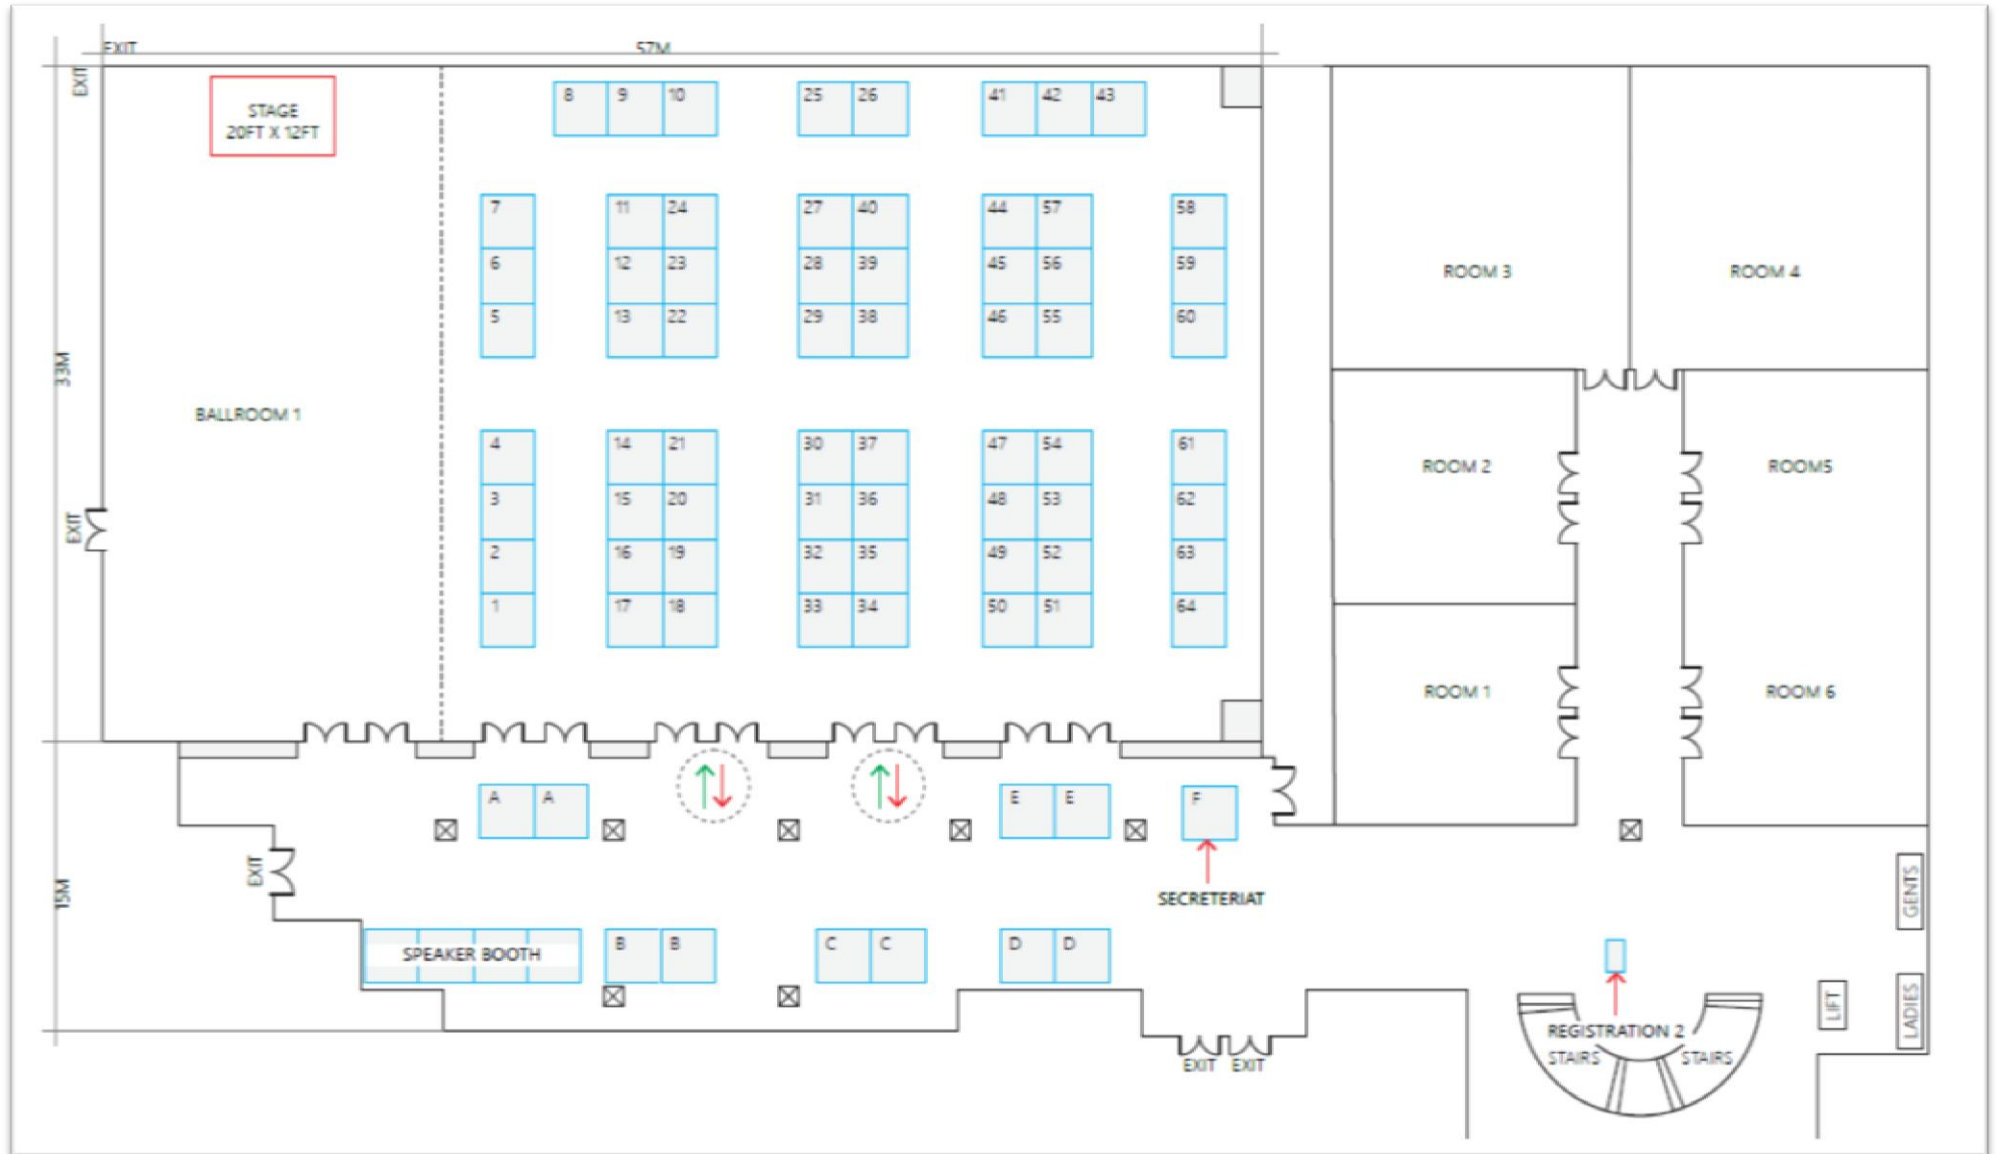 EXIT
57M
EXIT
STAGE
20FT X 12FT
8 9 10 25 26 41 42 43
7 11 24 27 40 44 57 58
6 12 23 28 39 45 56 59
5 13 22 29 38 46 55 60
ROOM 3 ROOM 4
33M
BALLROOM 1
4 14 21 30 37 47 54 61
ROOM 2 ROOM5
3 15 20 31 36 48 53 62
EXIT
2 16 19 32 35 49 52 63
1 17 18 33 34 50 51 64
ROOM 1 ROOM 6
A A E E F
EXIT
15M
SECRETERIAT
GENTS
SPEAKER BOOTH
B B C C D D
LIFT
LADIES
REGISTRATION 2
STAIRS STAIRS
EXIT EXIT